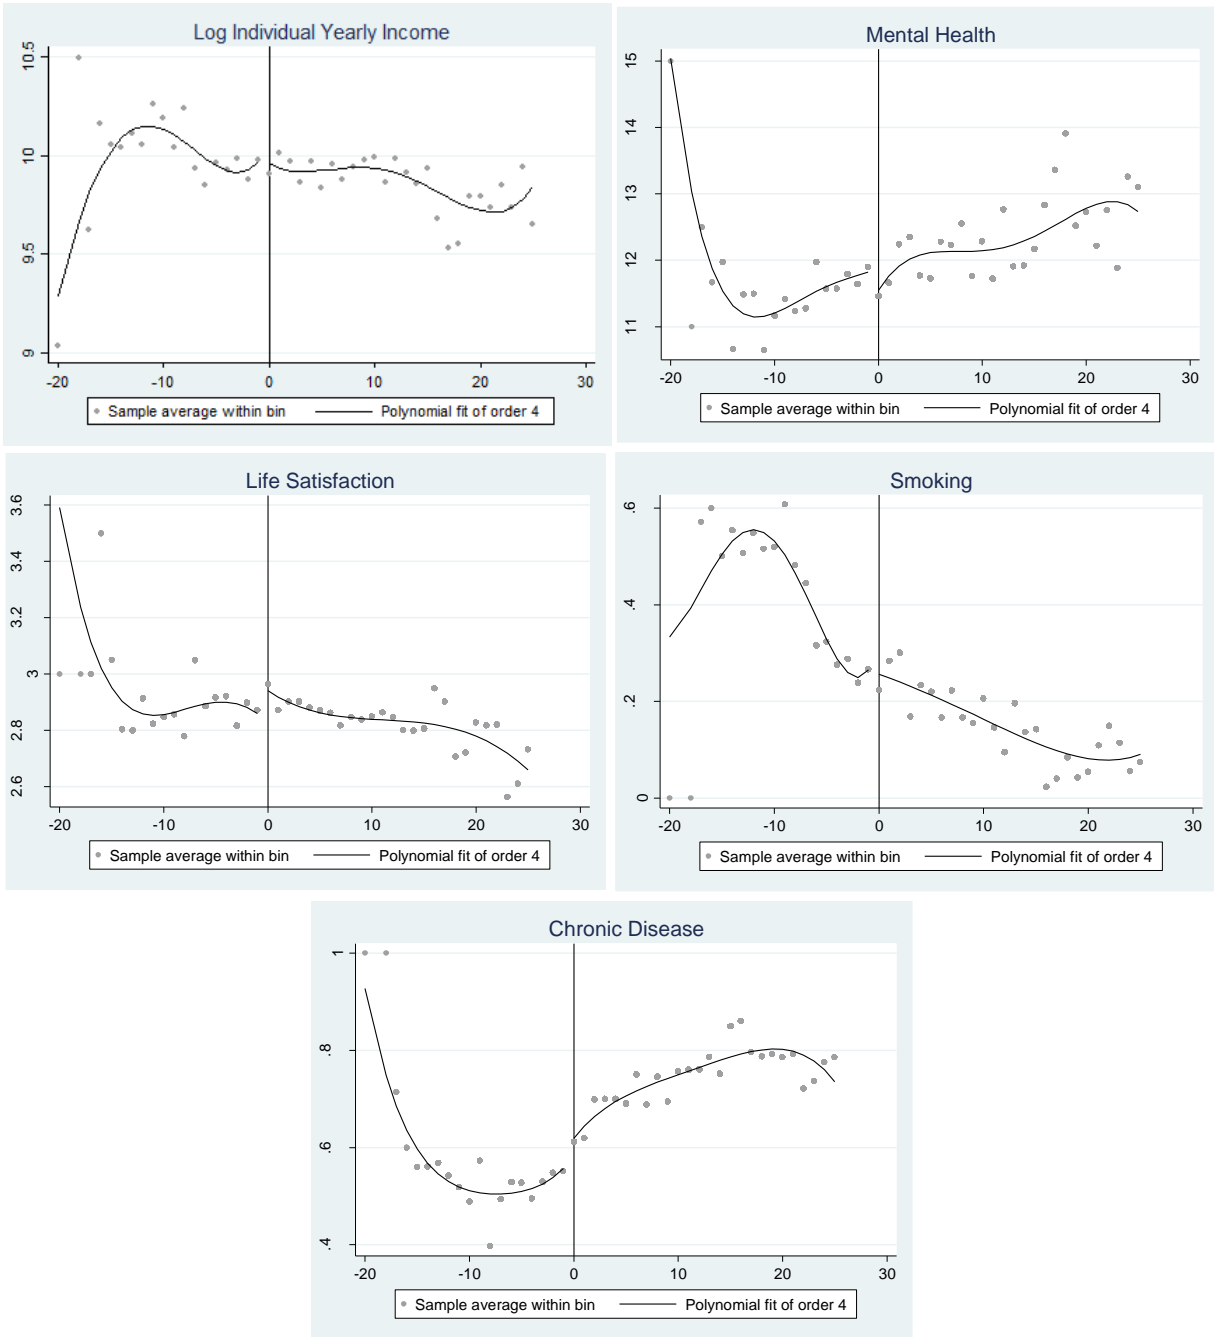 Log Individual Yearly Income
10.5
10
9.5
9
-20 -10 0 10 20 30
Sample average within bin Polynomial fit of order 4
Mental Health
15
14
13
12
11
-20 -10 0 10 20 30
Sample average within bin Polynomial fit of order 4
Life Satisfaction
3.6
3.4
3.2
3
2.8
2.6
-20 -10 0 10 20 30
Sample average within bin Polynomial fit of order 4
Smoking
.6
.4
.2
0
-20 -10 0 10 20 30
Sample average within bin Polynomial fit of order 4
Chronic Disease
1
.8
.6
.4
-20 -10 0 10 20 30
Sample average within bin Polynomial fit of order 4